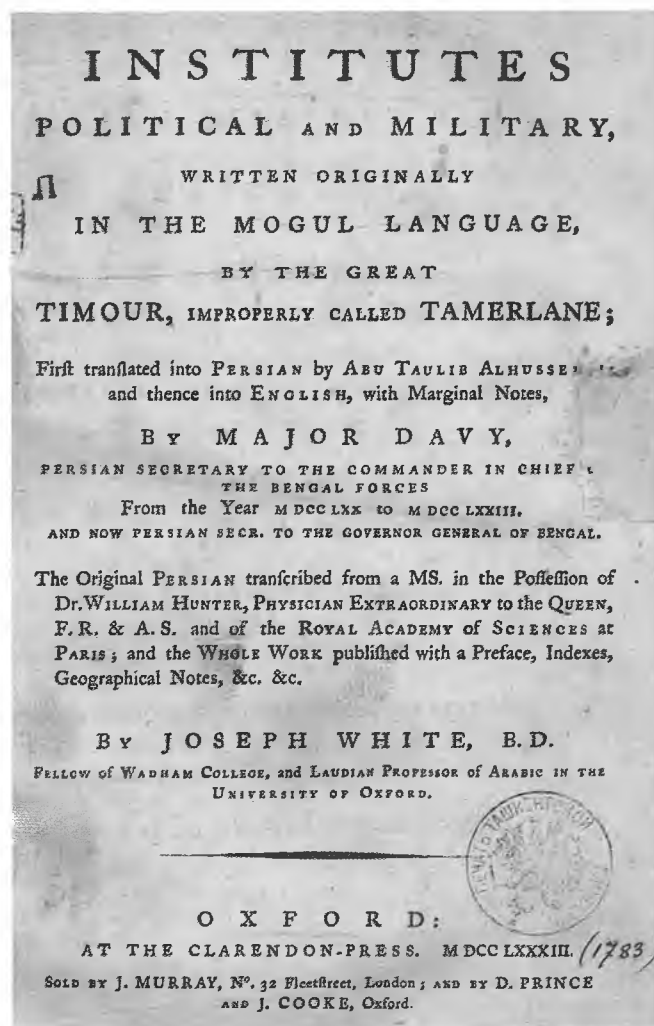 INSTITUTES
POLITICAL AND MILITARY,
WRITTEN ORIGINALLY
IN THE MOGUL LANGUAGE,
BY THE GREAT
TIMOUR, IMPROPERLY CALLED TAMERLANE;
Firſt tranſlated into PERSIAN by ABU TAULIB ALHUSSE
and thence into ENGLISH, with Marginal Notes,
BY MAJOR DAVY,
PERSIAN SECRETARY TO THE COMMANDER IN CHIEF
THE BENGAL FORCES
From the Year MDCCLXX to MDCCLXXIII.
AND NOW PERSIAN SECR. TO THE GOVERNOR GENERAL OF BENGAL.
The Original PERSIAN tranſcribed from a MS. in the Poſſeſſion of
Dr. WILLIAM HUNTER, PHYSICIAN EXTRAORDINARY to the QUEEN,
F. R. & A. S. and of the ROYAL ACADEMY of SCIENCES at
PARIS; and the WHOLE WORK publiſhed with a Preface, Indexes,
Geographical Notes, &c. &c.
BY JOSEPH WHITE, B.D.
FELLOW of WADHAM COLLEGE, and LAUDIAN PROFESSOR of ARABIC IN THE
UNIVERSITY OF OXFORD.
ПЕЧАТЬ ТАШКЕНТСКОЙ
OXFORD:
AT THE CLARENDON-PRESS. MDCCLXXXIII. (1783)
SOLD BY J. MURRAY, Nº. 32 Fleetſtreet, London; AND BY D. PRINCE
AND J. COOKE, Oxford.